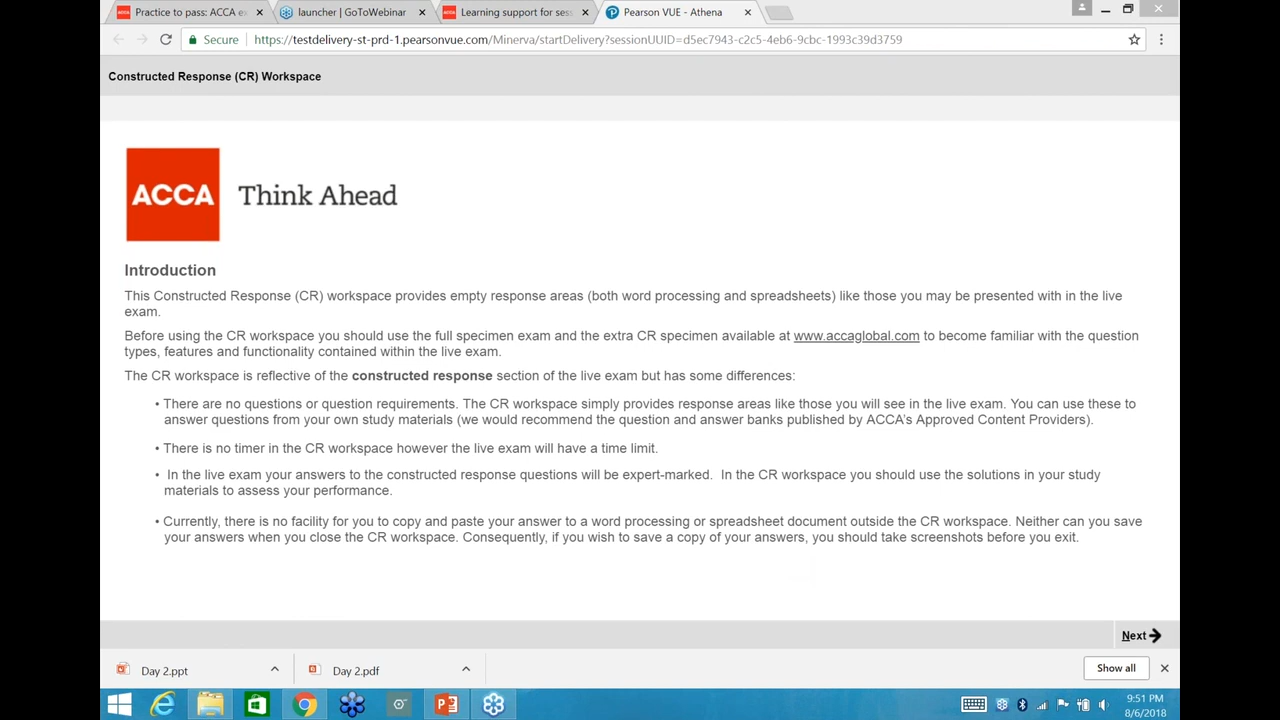 Practice to pass: ACCA ex
launcher | GoToWebinar
Learning support for sess
Pearson VUE - Athena
Secure
https://testdelivery-st-prd-1.pearsonvue.com/Minerva/startDelivery?sessionUUID=d5ec7943-c2c5-4eb6-9cbc-1993c39d3759
Constructed Response (CR) Workspace
ACCA
Think Ahead
Introduction
This Constructed Response (CR) workspace provides empty response areas (both word processing and spreadsheets) like those you may be presented with in the live
exam.
Before using the CR workspace you should use the full specimen exam and the extra CR specimen available at www.accaglobal.com to become familiar with the question
types, features and functionality contained within the live exam.
The CR workspace is reflective of the constructed response section of the live exam but has some differences:
• There are no questions or question requirements. The CR workspace simply provides response areas like those you will see in the live exam. You can use these to
answer questions from your own study materials (we would recommend the question and answer banks published by ACCA's Approved Content Providers).
• There is no timer in the CR workspace however the live exam will have a time limit.
• In the live exam your answers to the constructed response questions will be expert-marked. In the CR workspace you should use the solutions in your study
materials to assess your performance.
• Currently, there is no facility for you to copy and paste your answer to a word processing or spreadsheet document outside the CR workspace. Neither can you save
your answers when you close the CR workspace. Consequently, if you wish to save a copy of your answers, you should take screenshots before you exit.
Next
Day 2.ppt
Day 2.pdf
Show all
9:51 PM
8/6/2018